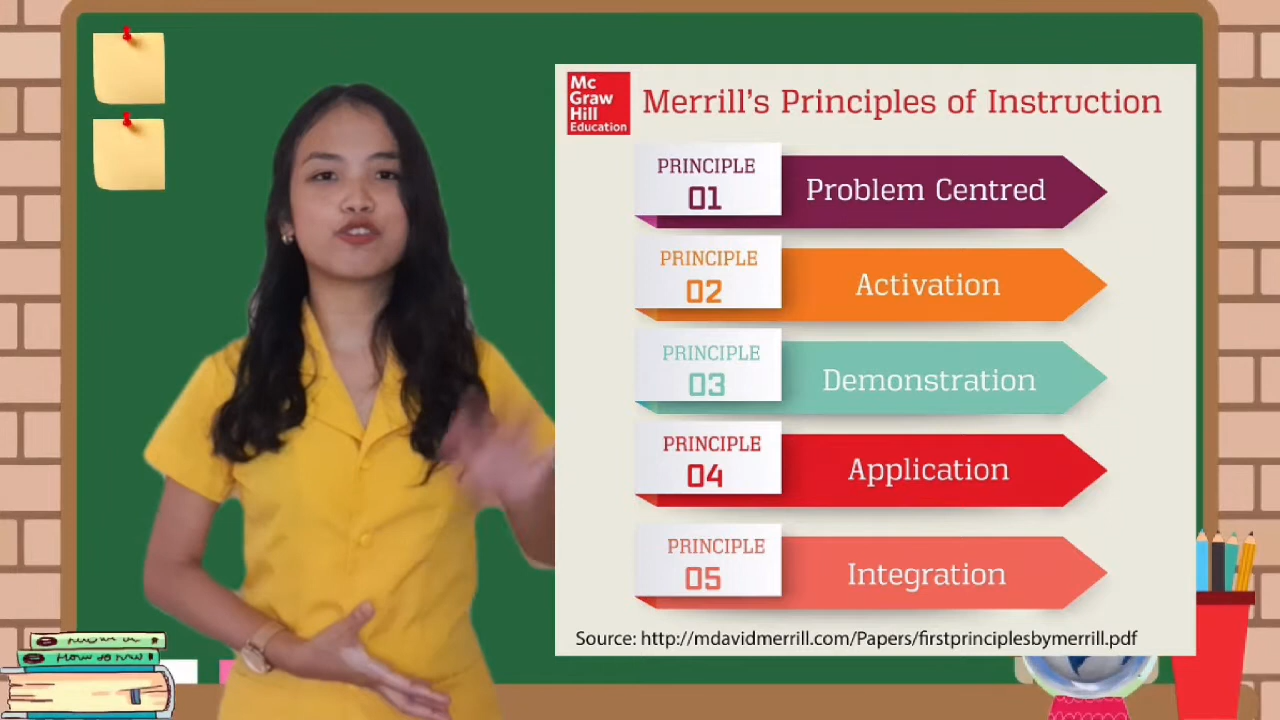 Mc
Graw
Hill
Education
Merrill's Principles of Instruction
PRINCIPLE
01
Problem Centred
PRINCIPLE
02
Activation
PRINCIPLE
03
Demonstration
PRINCIPLE
04
Application
PRINCIPLE
05
Integration
Source: http://mdavidmerrill.com/Papers/firstprinciplesbymerrill.pdf